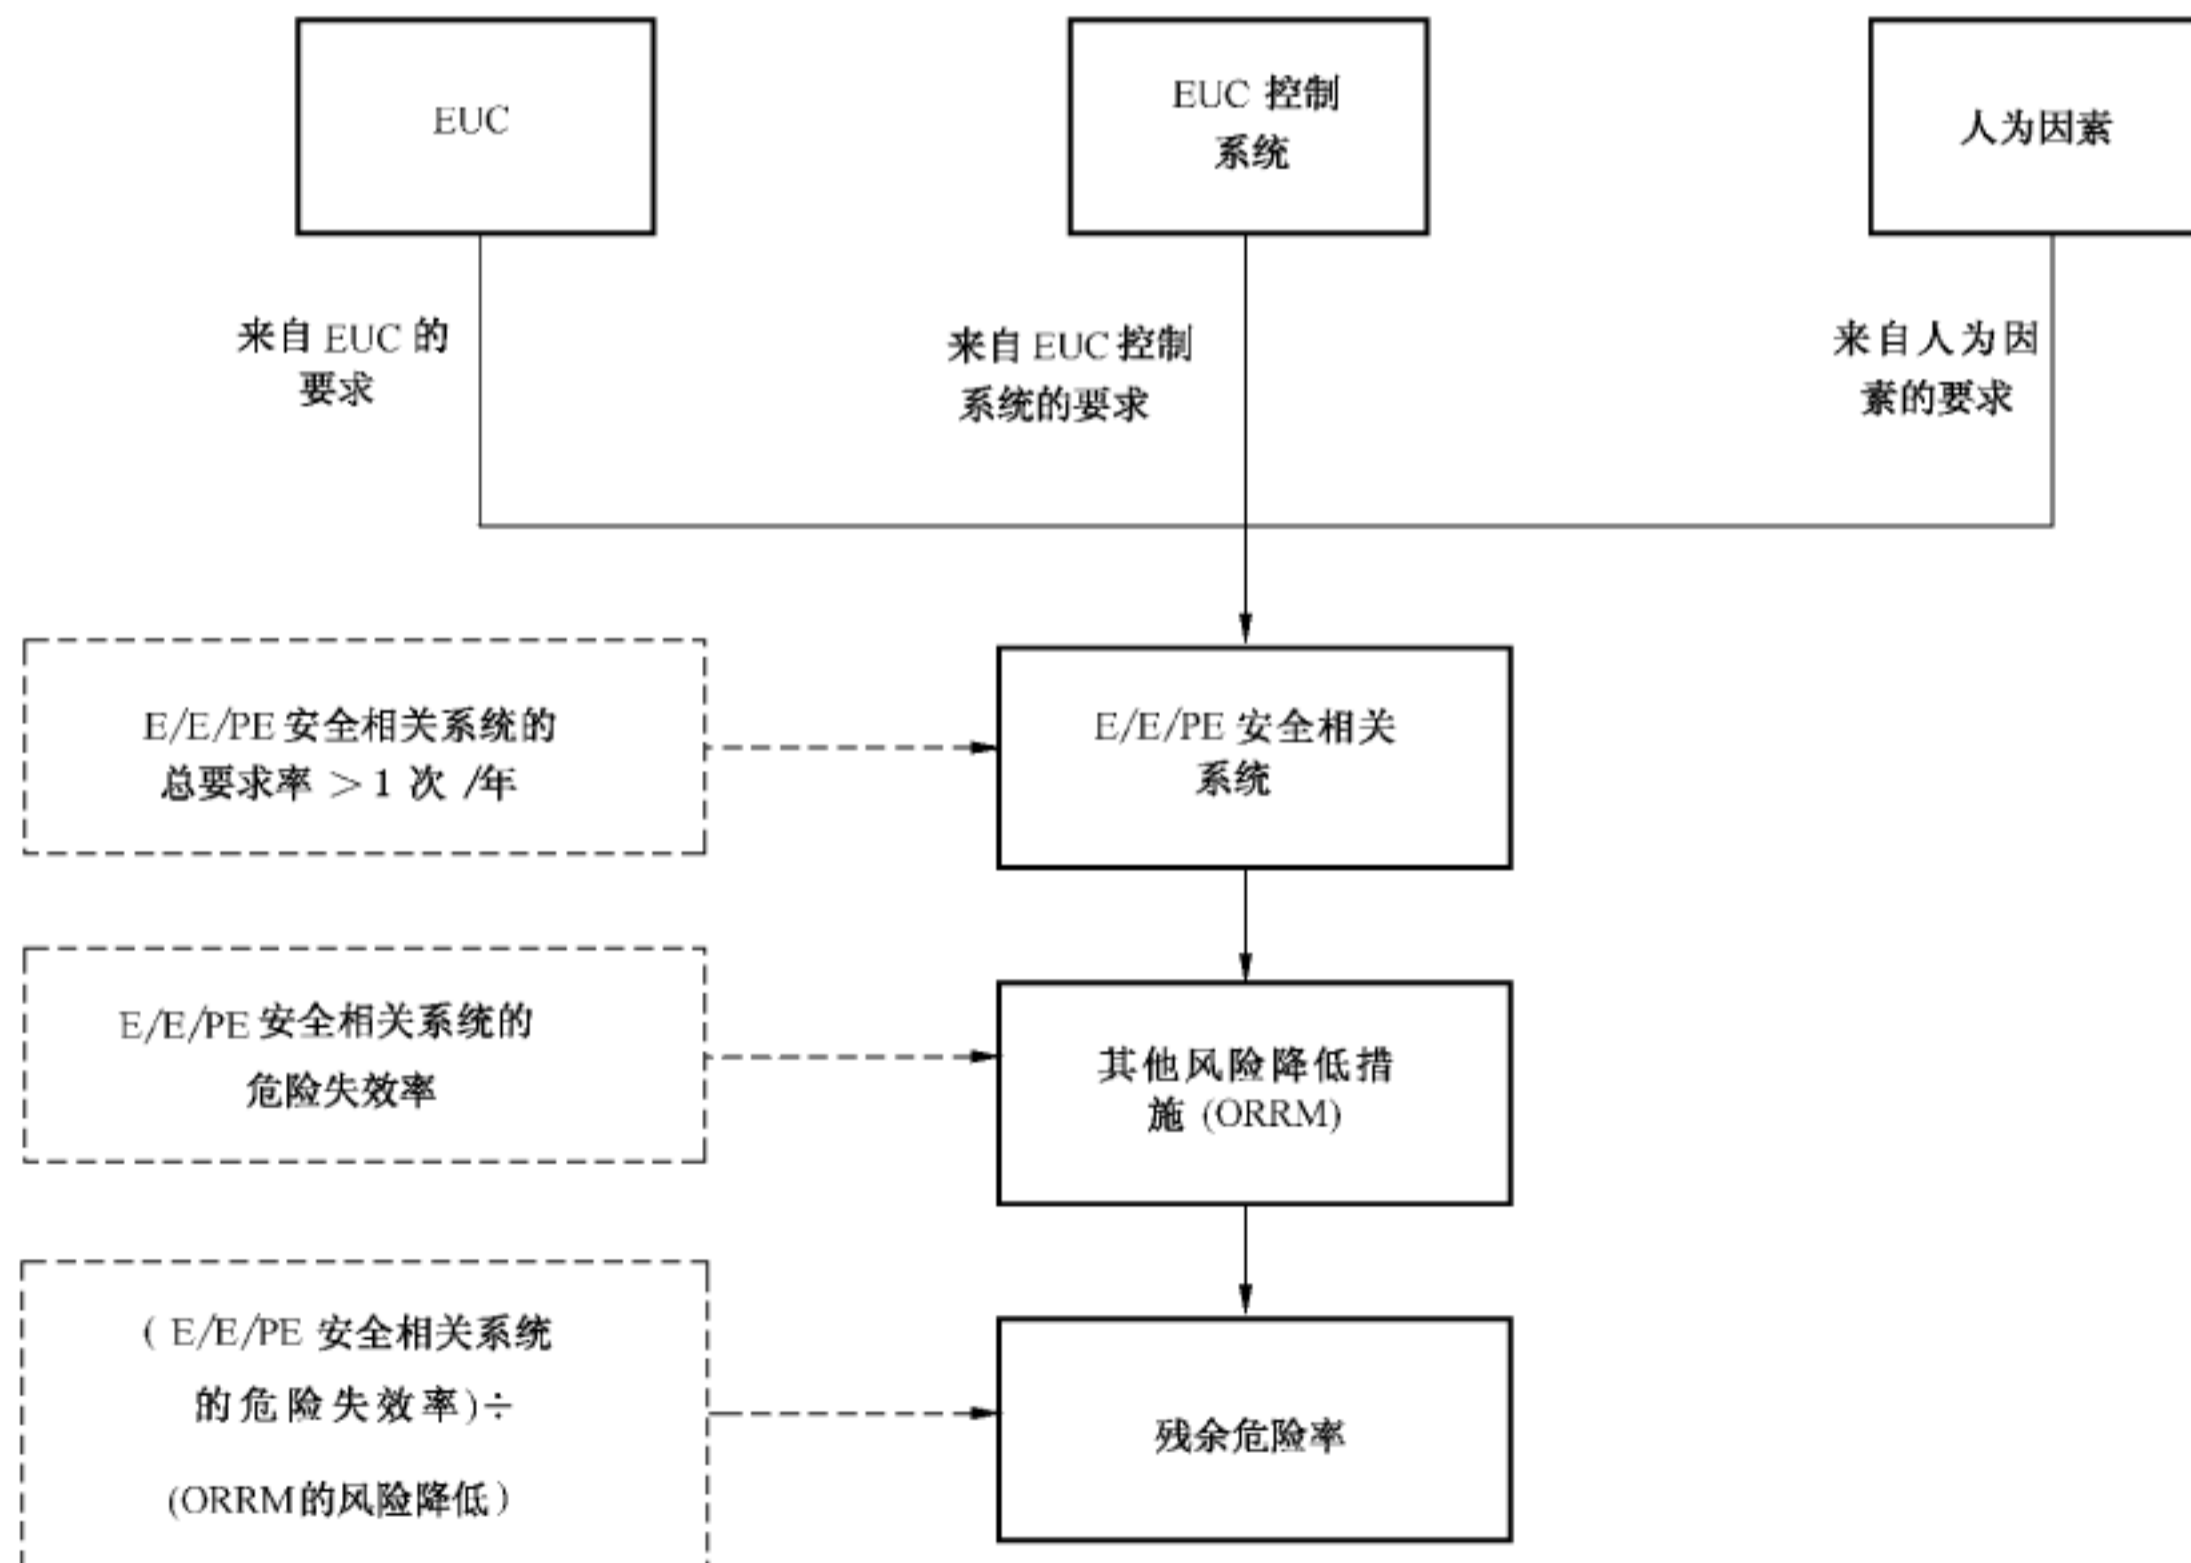 EUC
EUC 控制
系统
人为因素
来自 EUC 的
要求
来自 EUC 控制
系统的要求
来自人为因
素的要求
E/E/PE 安全相关系统的
总要求率 > 1 次 /年
E/E/PE 安全相关
系统
E/E/PE 安全相关系统的
危险失效率
其他风险降低措
施 (ORRM)
( E/E/PE 安全相关系统
的危险失效率)÷
(ORRM的风险降低)
残余危险率